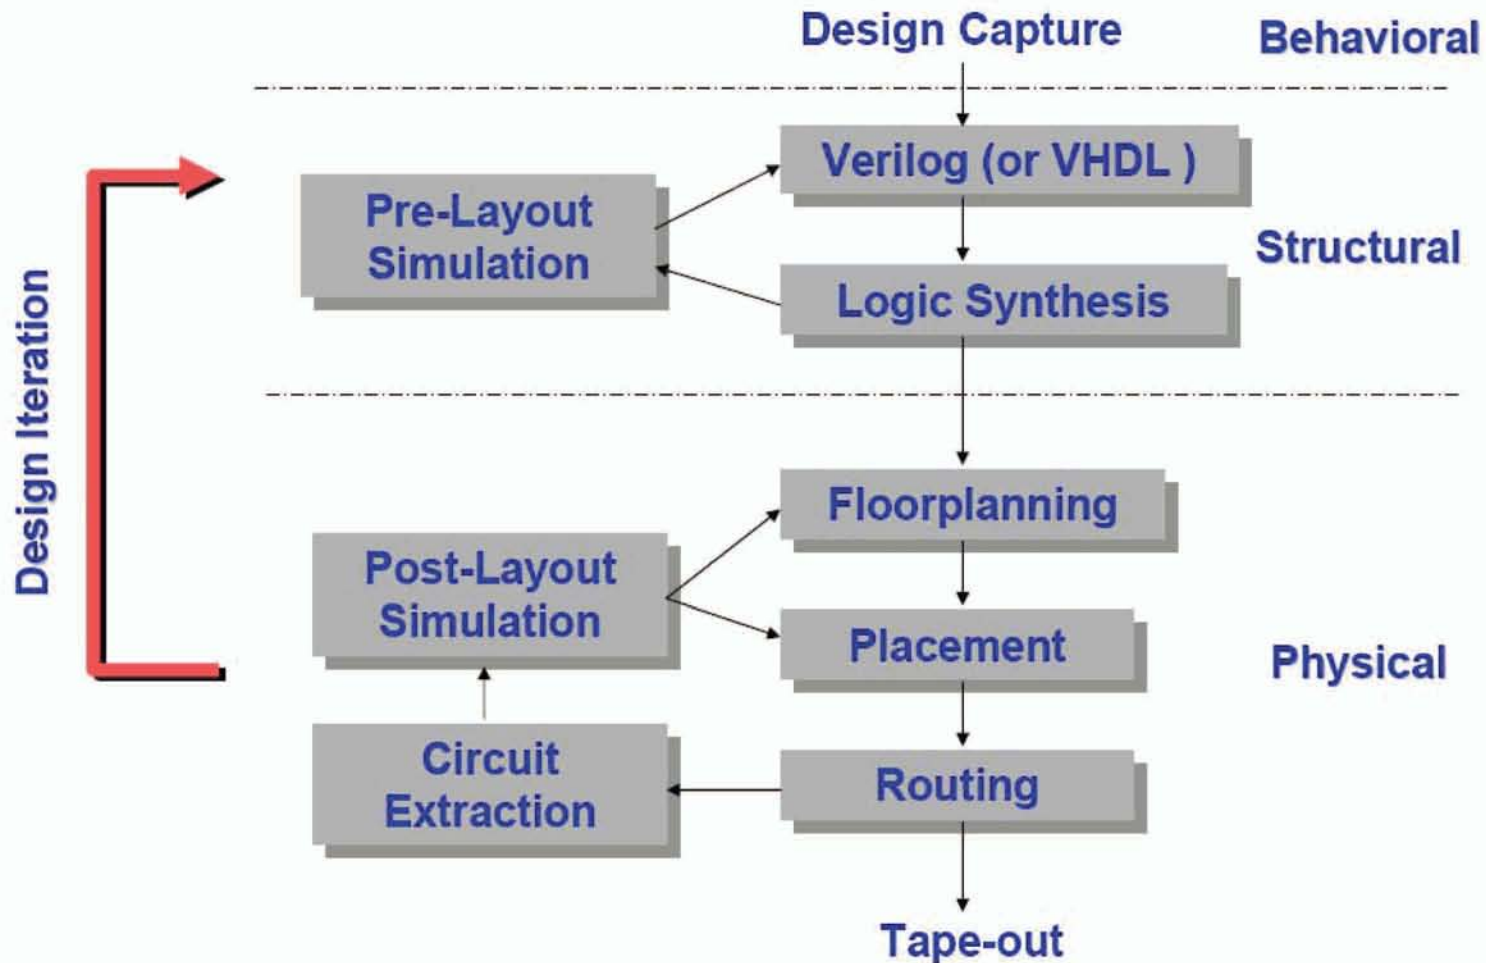 Design Capture
Behavioral
Verilog (or VHDL )
Pre-Layout
Simulation
Structural
Logic Synthesis
Design Iteration
Floorplanning
Post-Layout
Simulation
Placement
Physical
Circuit
Extraction
Routing
Tape-out